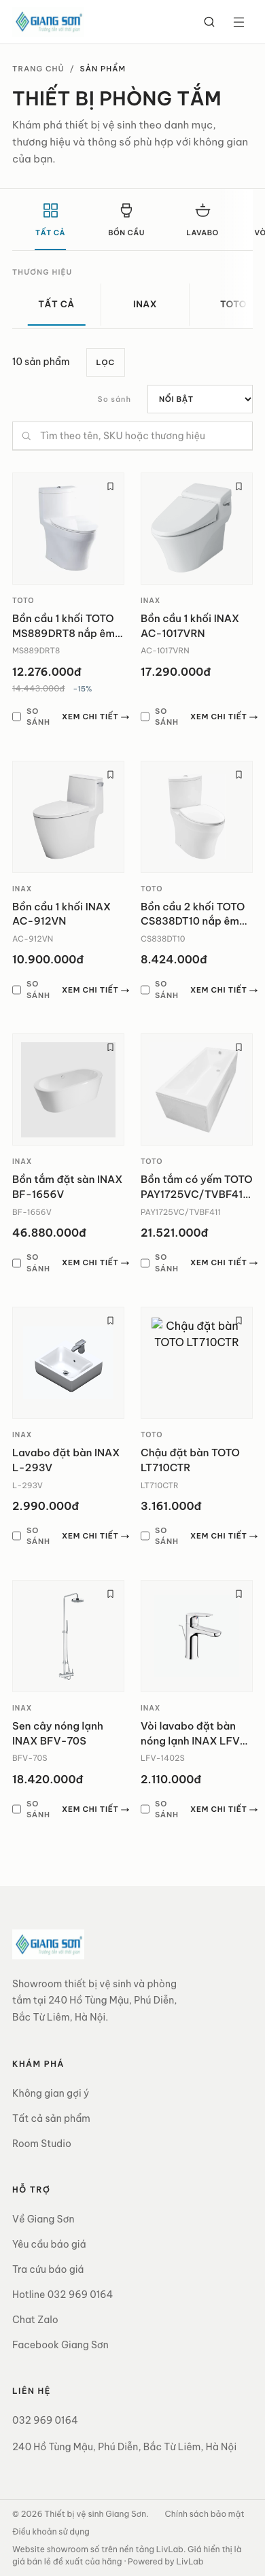 GIANG SƠN
TRANG CHỦ / SẢN PHẨM
THIẾT BỊ PHÒNG TẮM
Khám phá thiết bị vệ sinh theo danh mục,
thương hiệu và thông số phù hợp với không gian
của bạn.
TẤT CẢ
BỒN CẦU
LAVABO
THƯƠNG HIỆU
TẤT CẢ
INAX
TOTO
10 sản phẩm
LỌC
So sánh
NỔI BẬT
Tìm theo tên, SKU hoặc thương hiệu
TOTO
Bồn cầu 1 khối TOTO
MS889DRT8 nắp êm...
MS889DRT8
12.276.000đ
14.443.000đ -15%
SO
SÁNH
XEM CHI TIẾT →
INAX
Bồn cầu 1 khối INAX
AC-1017VRN
AC-1017VRN
17.290.000đ
SO
SÁNH
XEM CHI TIẾT →
INAX
Bồn cầu 1 khối INAX
AC-912VN
AC-912VN
10.900.000đ
SO
SÁNH
XEM CHI TIẾT →
TOTO
Bồn cầu 2 khối TOTO
CS838DT10 nắp êm...
CS838DT10
8.424.000đ
SO
SÁNH
XEM CHI TIẾT →
INAX
Bồn tắm đặt sàn INAX
BF-1656V
BF-1656V
46.880.000đ
SO
SÁNH
XEM CHI TIẾT →
TOTO
Bồn tắm có yếm TOTO
PAY1725VC/TVBF41...
PAY1725VC/TVBF411
21.521.000đ
SO
SÁNH
XEM CHI TIẾT →
INAX
Lavabo đặt bàn INAX
L-293V
L-293V
2.990.000đ
SO
SÁNH
XEM CHI TIẾT →
Chậu đặt bàn
TOTO LT710CTR
TOTO
Chậu đặt bàn TOTO
LT710CTR
LT710CTR
3.161.000đ
SO
SÁNH
XEM CHI TIẾT →
INAX
Sen cây nóng lạnh
INAX BFV-70S
BFV-70S
18.420.000đ
SO
SÁNH
XEM CHI TIẾT →
INAX
Vòi lavabo đặt bàn
nóng lạnh INAX LFV...
LFV-1402S
2.110.000đ
SO
SÁNH
XEM CHI TIẾT →
GIANG SƠN
Showroom thiết bị vệ sinh và phòng
tắm tại 240 Hồ Tùng Mậu, Phú Diễn,
Bắc Từ Liêm, Hà Nội.
KHÁM PHÁ
Không gian gợi ý
Tất cả sản phẩm
Room Studio
HỖ TRỢ
Về Giang Sơn
Yêu cầu báo giá
Tra cứu báo giá
Hotline 032 969 0164
Chat Zalo
Facebook Giang Sơn
LIÊN HỆ
032 969 0164
240 Hồ Tùng Mậu, Phú Diễn, Bắc Từ Liêm, Hà Nội
© 2026 Thiết bị vệ sinh Giang Sơn. Chính sách bảo mật
Điều khoản sử dụng
Website showroom số trên nền tảng LivLab. Giá hiển thị là
giá bán lẻ đề xuất của hãng · Powered by LivLab